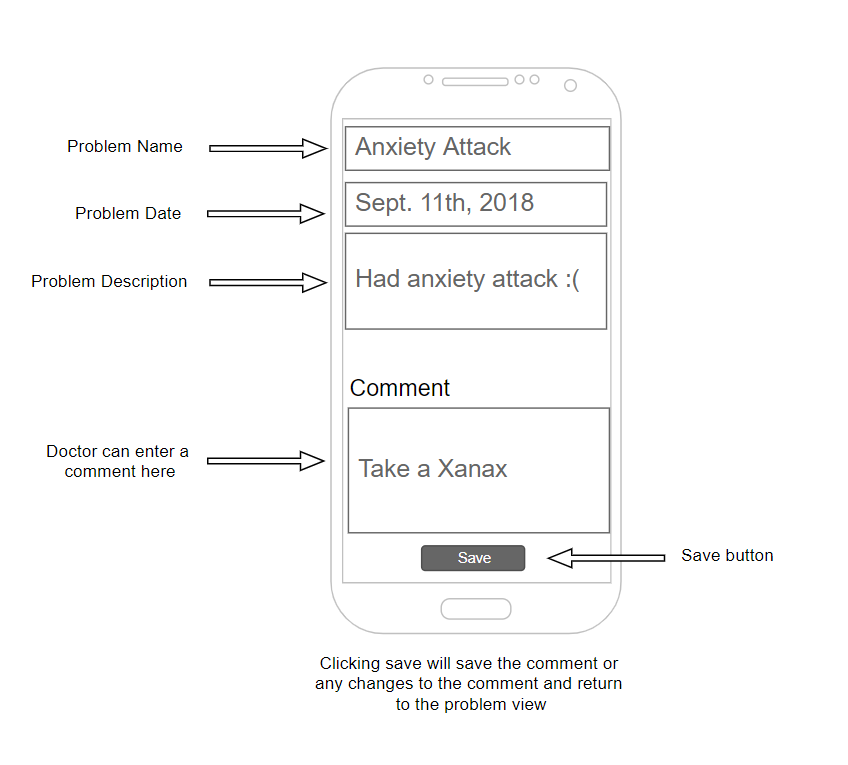 Problem Name
Anxiety Attack
Problem Date
Sept. 11th, 2018
Problem Description
Had anxiety attack :(
Comment
Doctor can enter a
comment here
Take a Xanax
Save
Save button
Clicking save will save the comment or
any changes to the comment and return
to the problem view